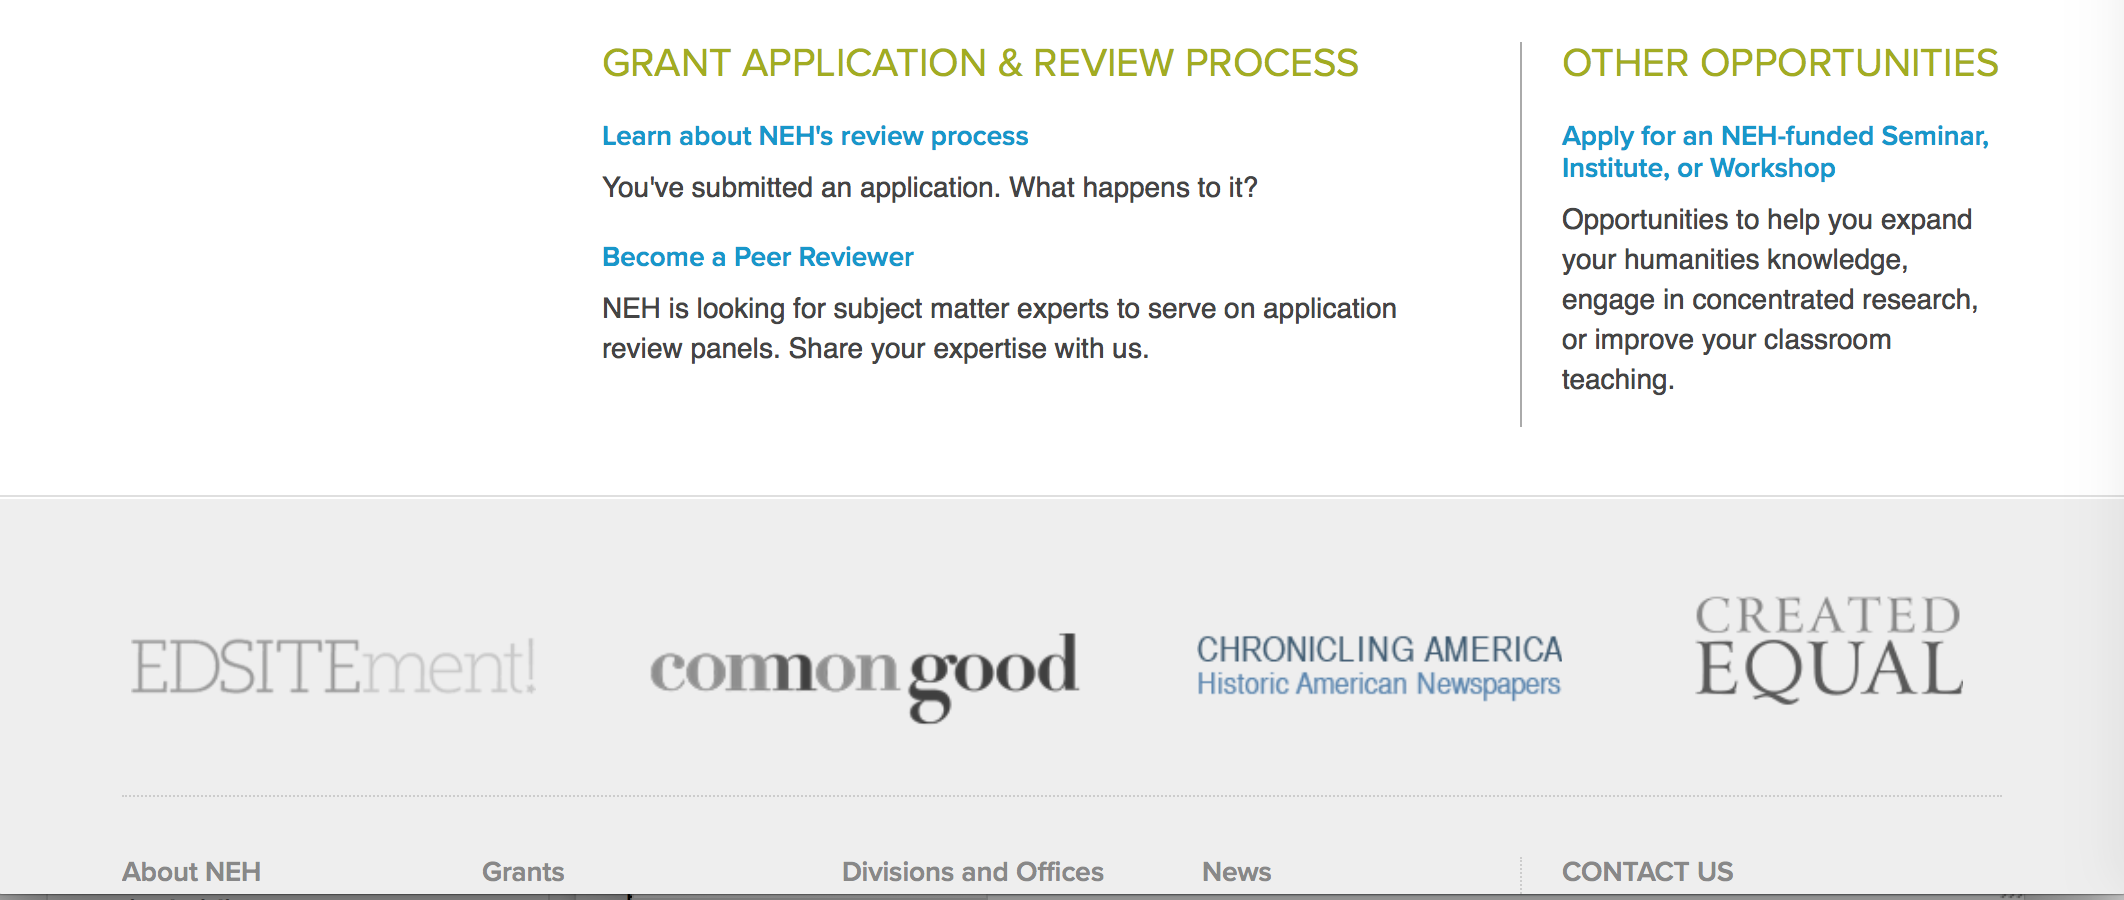 GRANT APPLICATION & REVIEW PROCESS
Learn about NEH's review process
You've submitted an application. What happens to it?
Become a Peer Reviewer
NEH is looking for subject matter experts to serve on application
review panels. Share your expertise with us.
OTHER OPPORTUNITIES
Apply for an NEH-funded Seminar,
Institute, or Workshop
Opportunities to help you expand
your humanities knowledge,
engage in concentrated research,
or improve your classroom
teaching.
EDSITEment!
commongood
CHRONICLING AMERICA
Historic American Newspapers
CREATED
EQUAL
About NEH
Grants
Divisions and Offices
News
CONTACT US